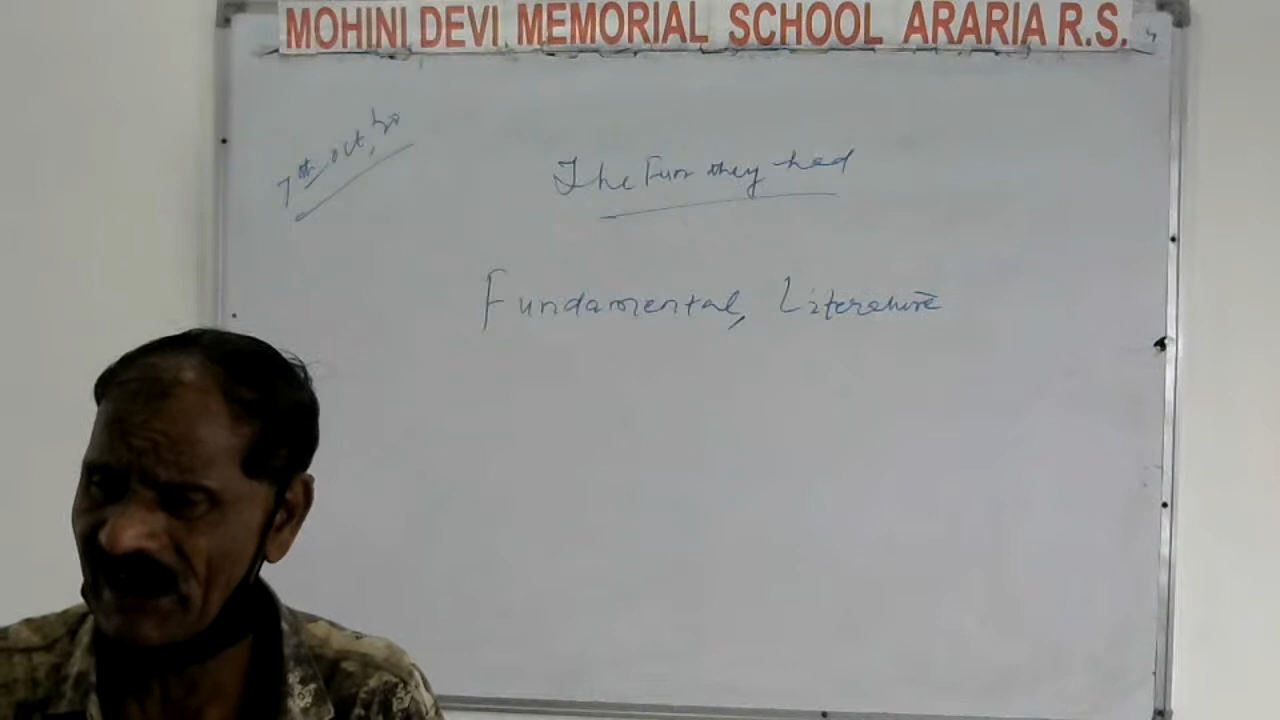 MOHINI DEVI MEMORIAL SCHOOL ARARIA R.S.
7th Oct,
The Fun they had
Fundamental, Literature